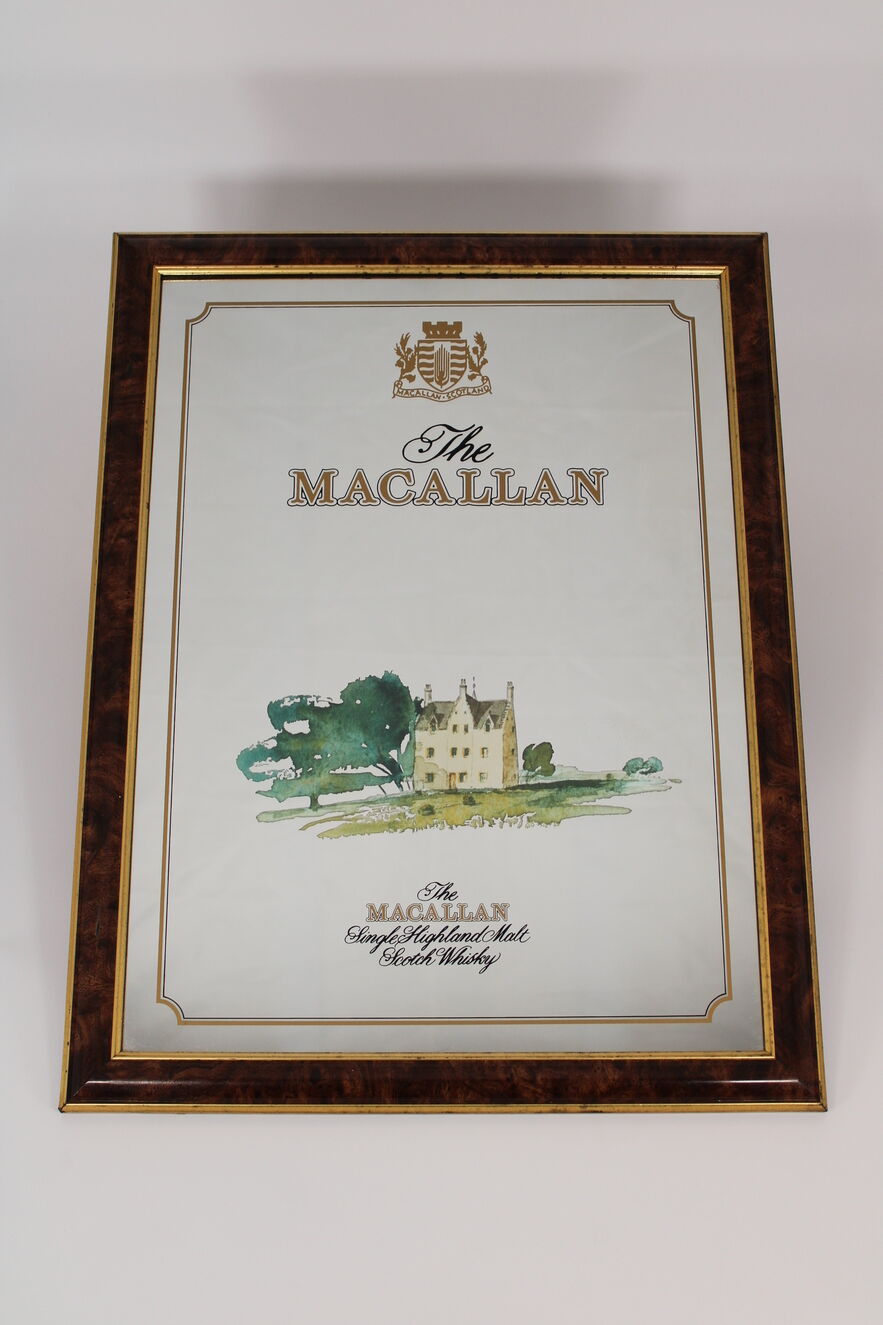 MACALLAN · SCOTLAND
The
MACALLAN
The
MACALLAN
Single Highland Malt
Scotch Whisky